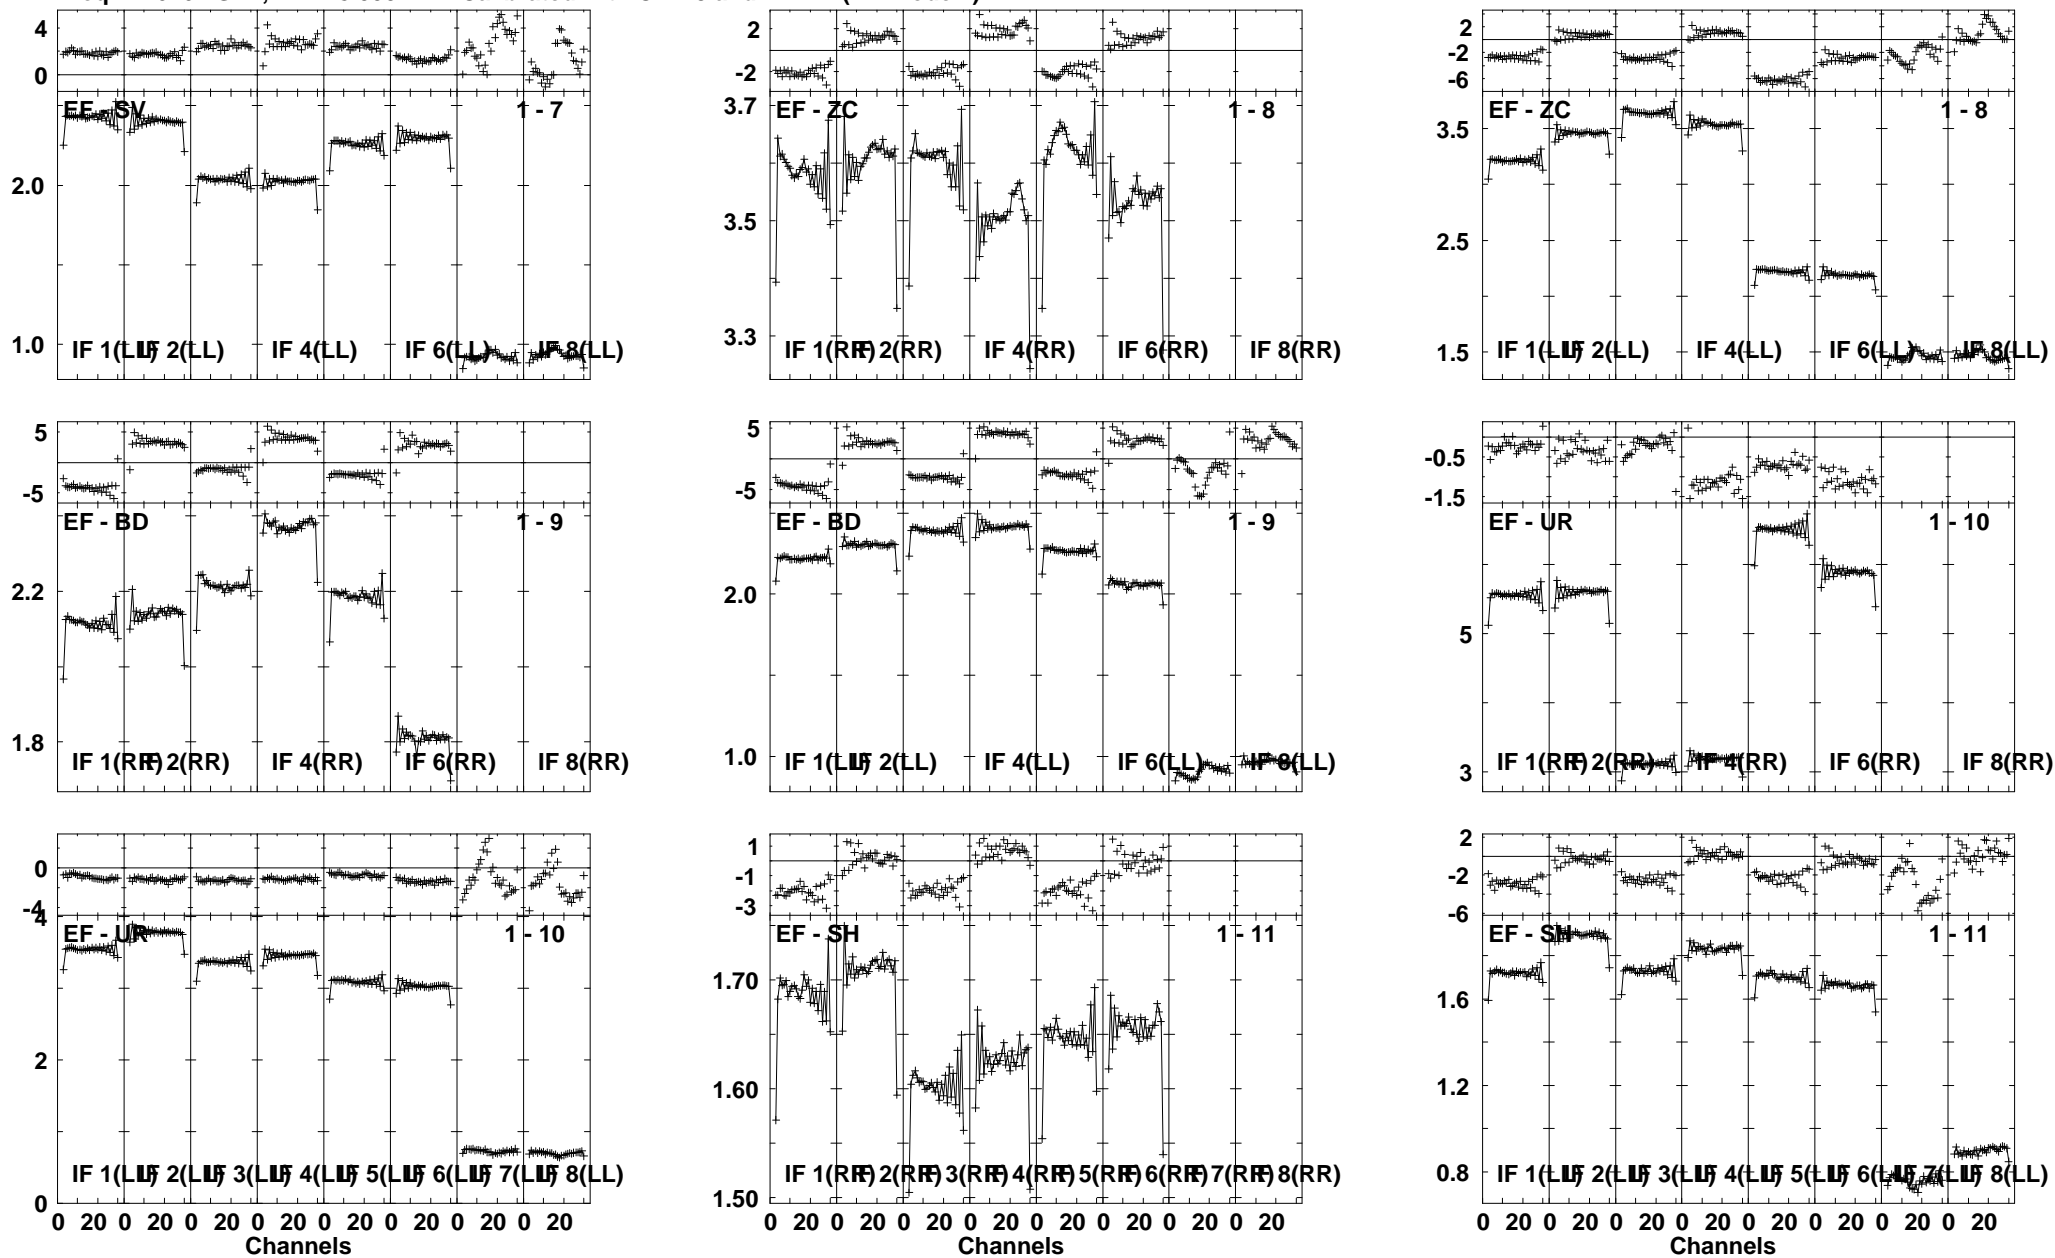 4
0
EF - SV
1 - 7
2.0
1.0
IF 1(LL) IF 2(LL) IF 4(LL) IF 6(LL) IF 8(LL)
2
-2
EF - ZC
1 - 8
3.7
3.5
3.3
IF 1(RR) IF 2(RR) IF 4(RR) IF 6(RR) IF 8(RR)
2
-2
-6
EF - ZC
1 - 8
3.5
2.5
1.5
IF 1(LL) IF 2(LL) IF 4(LL) IF 6(LL) IF 8(LL)
5
-5
EF - BD
1 - 9
2.2
1.8
IF 1(RR) IF 2(RR) IF 4(RR) IF 6(RR) IF 8(RR)
5
-5
EF - BD
1 - 9
2.0
1.0
IF 1(LL) IF 2(LL) IF 4(LL) IF 6(LL) IF 8(LL)
-0.5
-1.5
EF - UR
1 - 10
5
3
IF 1(RR) IF 2(RR) IF 4(RR) IF 6(RR) IF 8(RR)
0
-4
4
EF - UR
1 - 10
2
0
IF 1(LL) IF 2(LL) IF 3(LL) IF 4(LL) IF 5(LL) IF 6(LL) IF 7(LL) IF 8(LL)
0 20 0 20 0 20 0 20 0 20 0 20 0 20 0 20
Channels
1
-1
-3
EF - SH
1 - 11
1.70
1.60
1.50
IF 1(RR) IF 2(RR) IF 3(RR) IF 4(RR) IF 5(RR) IF 6(RR) IF 7(RR) IF 8(RR)
0 20 0 20 0 20 0 20 0 20 0 20 0 20 0 20
Channels
2
-2
-6
EF - SH
1 - 11
1.6
1.2
0.8
IF 1(LL) IF 2(LL) IF 3(LL) IF 4(LL) IF 5(LL) IF 6(LL) IF 7(LL) IF 8(LL)
0 20 0 20 0 20 0 20 0 20 0 20 0 20 0 20
Channels